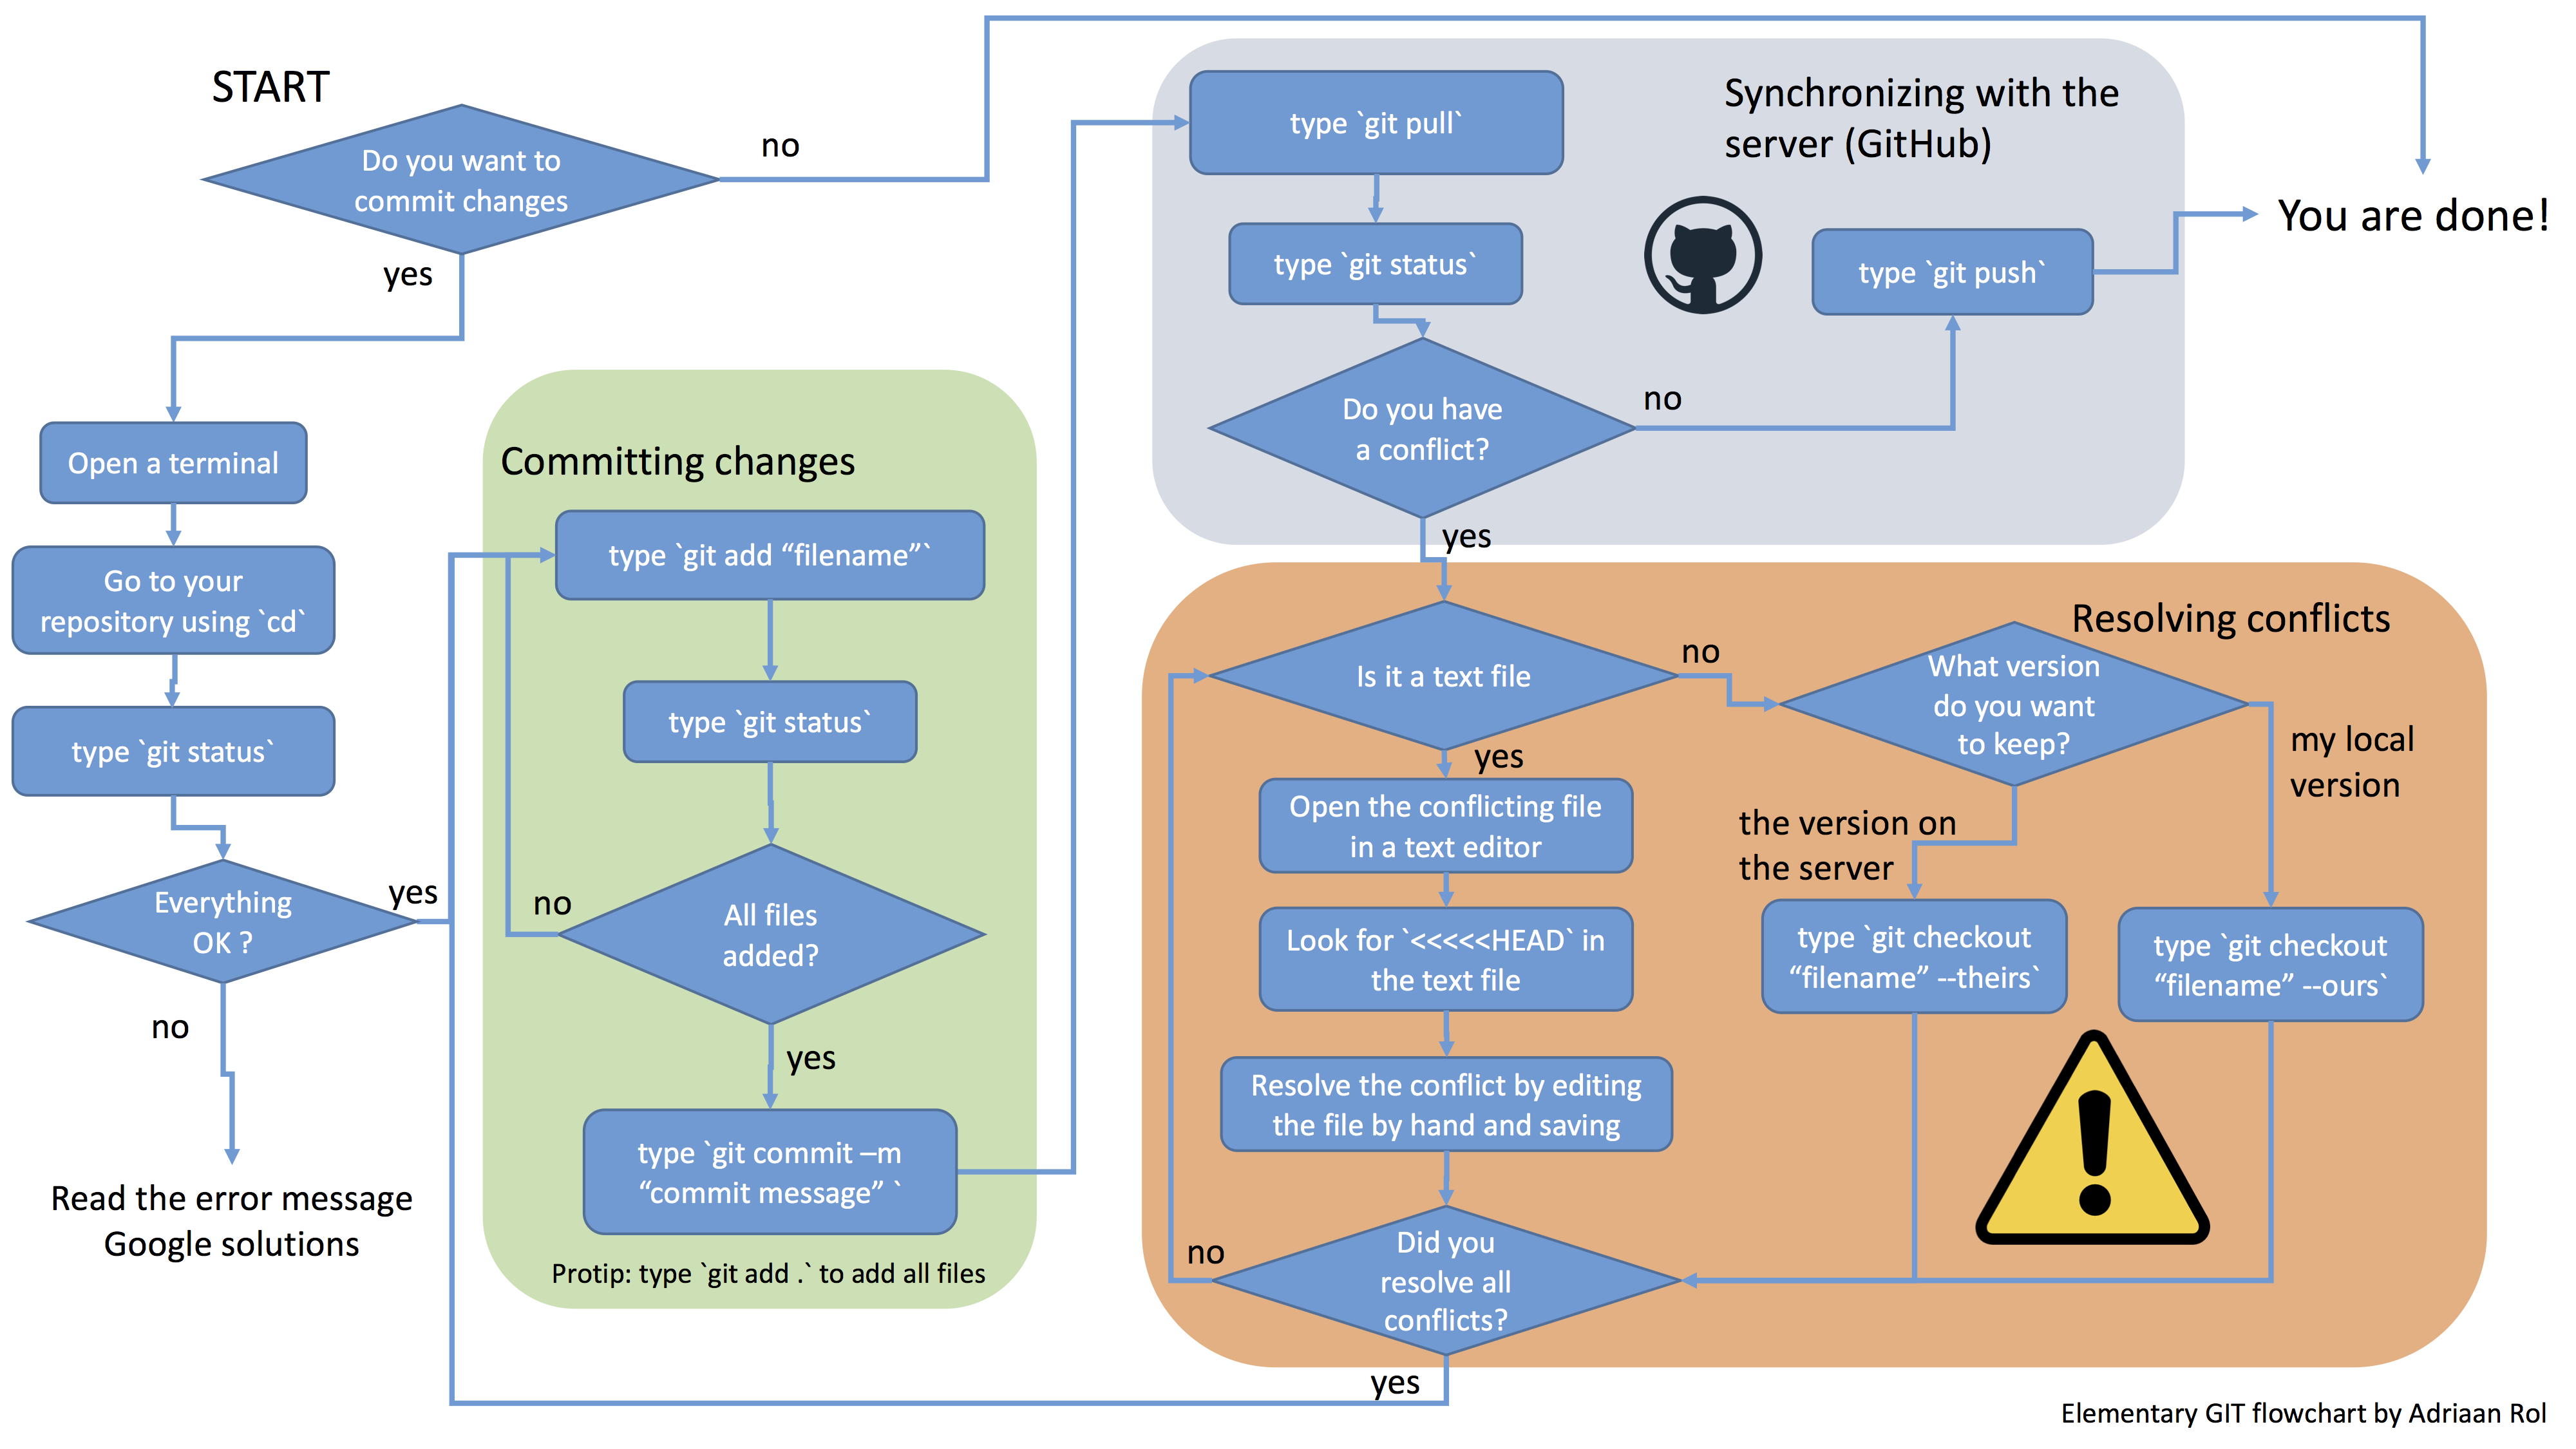 START
Do you want to
commit changes
no
yes
Open a terminal
Go to your
repository using `cd`
type `git status`
Everything
OK ?
yes
no
Read the error message
Google solutions
Committing changes
type `git add “filename”`
type `git status`
All files
added?
no
yes
type `git commit –m
“commit message” `
Protip: type `git add .` to add all files
Synchronizing with the
server (GitHub)
type `git pull`
type `git status`
Do you have
a conflict?
no
type `git push`
You are done!
yes
Resolving conflicts
Is it a text file
no
yes
What version
do you want
to keep?
my local
version
the version on
the server
Open the conflicting file
in a text editor
Look for `<<<<<HEAD` in
the text file
Resolve the conflict by editing
the file by hand and saving
type `git checkout
“filename” --theirs`
type `git checkout
“filename” --ours`
Did you
resolve all
conflicts?
no
yes
Elementary GIT flowchart by Adriaan Rol